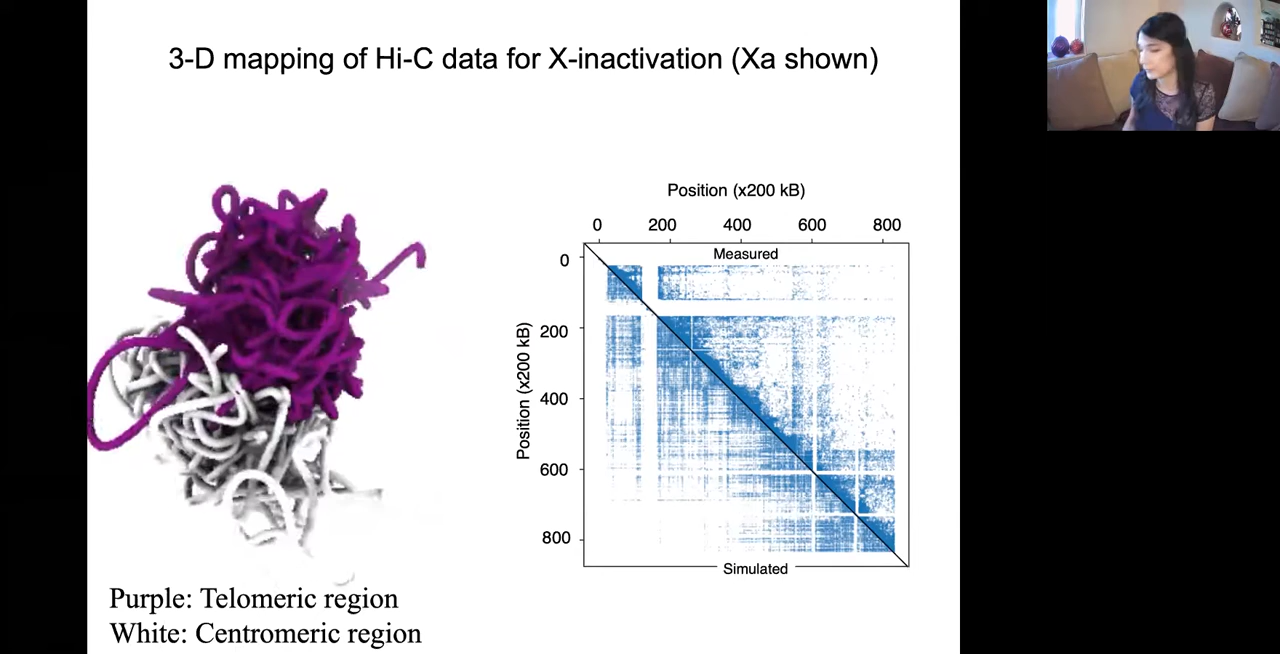 3-D mapping of Hi-C data for X-inactivation (Xa shown)
Position (x200 kB)
0 200 400 600 800
Measured
0
200
400
600
800
Position (x200 kB)
Simulated
Purple: Telomeric region
White: Centromeric region